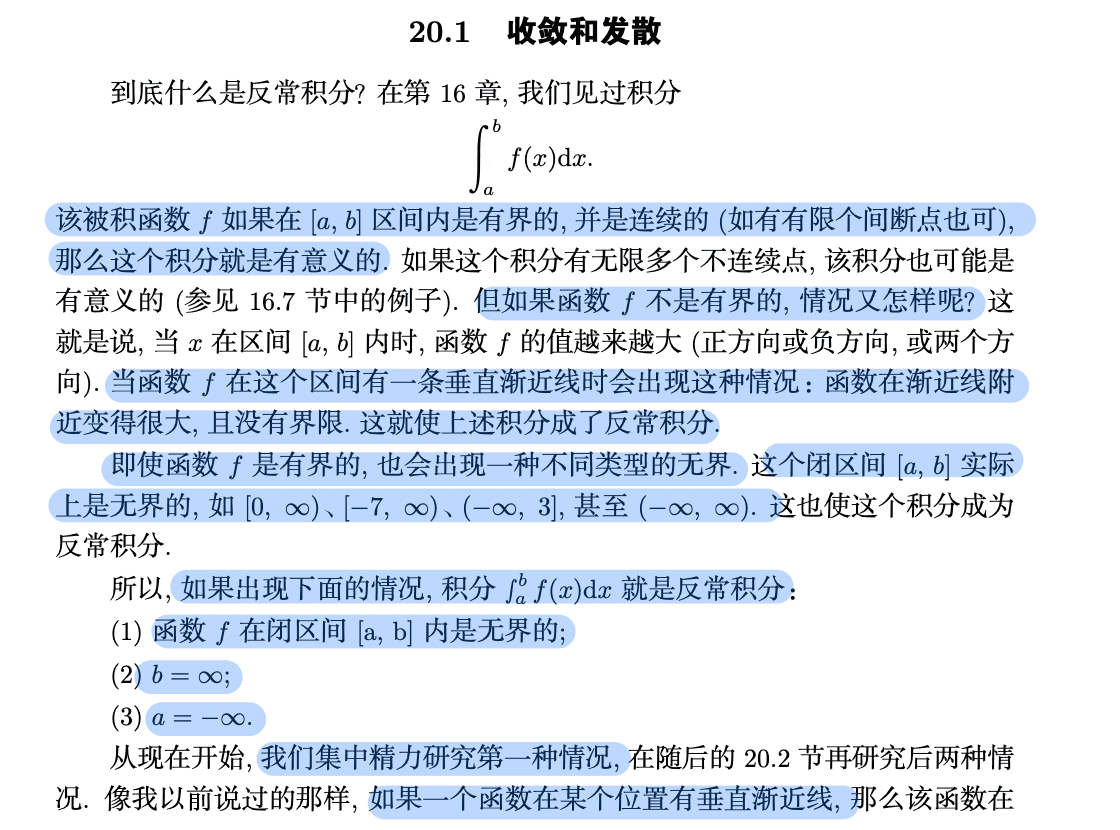 20.1 收敛和发散
到底什么是反常积分? 在第 16 章, 我们见过积分
∫_a^b f(x)dx.
该被积函数 f 如果在 [a, b] 区间内是有界的, 并是连续的 (如有有限个间断点也可),
那么这个积分就是有意义的. 如果这个积分有无限多个不连续点, 该积分也可能是
有意义的 (参见 16.7 节中的例子). 但如果函数 f 不是有界的, 情况又怎样呢? 这
就是说, 当 x 在区间 [a, b] 内时, 函数 f 的值越来越大 (正方向或负方向, 或两个方
向). 当函数 f 在这个区间有一条垂直渐近线时会出现这种情况: 函数在渐近线附
近变得很大, 且没有界限. 这就使上述积分成了反常积分.
即使函数 f 是有界的, 也会出现一种不同类型的无界. 这个闭区间 [a, b] 实际
上是无界的, 如 [0, ∞)、[−7, ∞)、(−∞, 3], 甚至 (−∞, ∞). 这也使这个积分成为
反常积分.
所以, 如果出现下面的情况, 积分 ∫_a^b f(x)dx 就是反常积分:
(1) 函数 f 在闭区间 [a, b] 内是无界的;
(2) b = ∞;
(3) a = −∞.
从现在开始, 我们集中精力研究第一种情况, 在随后的 20.2 节再研究后两种情
况. 像我以前说过的那样, 如果一个函数在某个位置有垂直渐近线, 那么该函数在